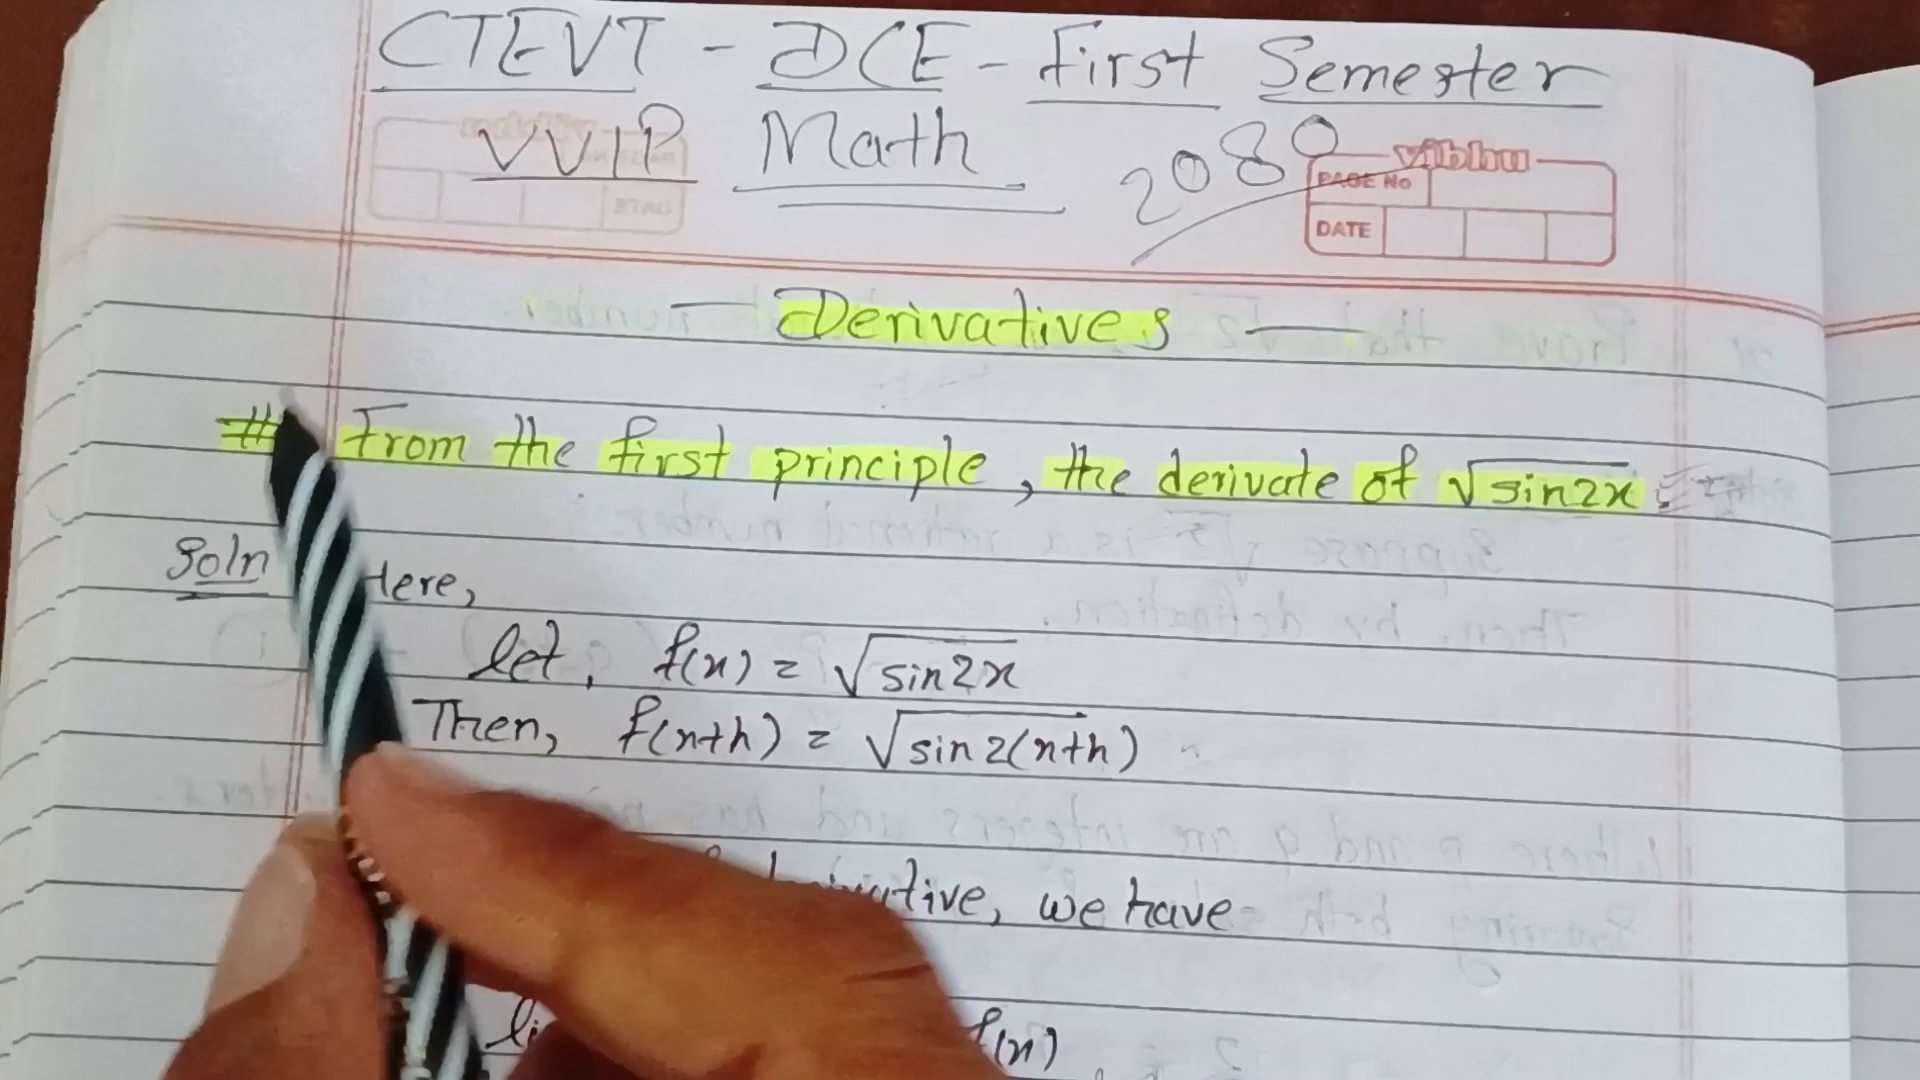 CTEVT - DCE - First Semester
VVIP Math 2080
vibhu
PAGE No
DATE
— Derivatives —
# From the first principle, the derivate of √sin2x
Soln Here,
let, f(x) = √sin2x
Then, f(x+h) = √sin2(x+h)
we have
f(x)